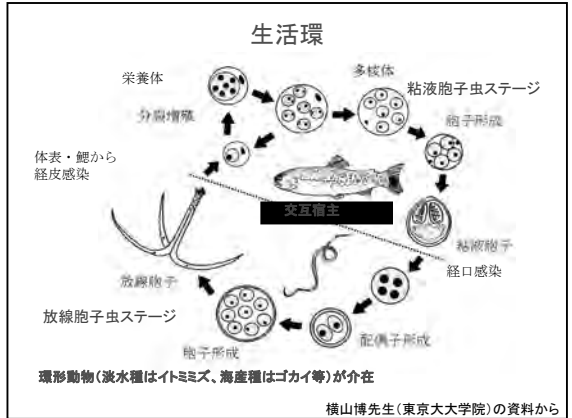 生活環
栄養体
多核体
粘液胞子虫ステージ
分裂増殖
胞子形成
体表・鰓から
経皮感染
交互宿主
粘液胞子
経口感染
放線胞子
放線胞子虫ステージ
配偶子形成
胞子形成
環形動物(淡水種はイトミミズ、海産種はゴカイ等)が介在
横山博先生(東京大大学院)の資料から